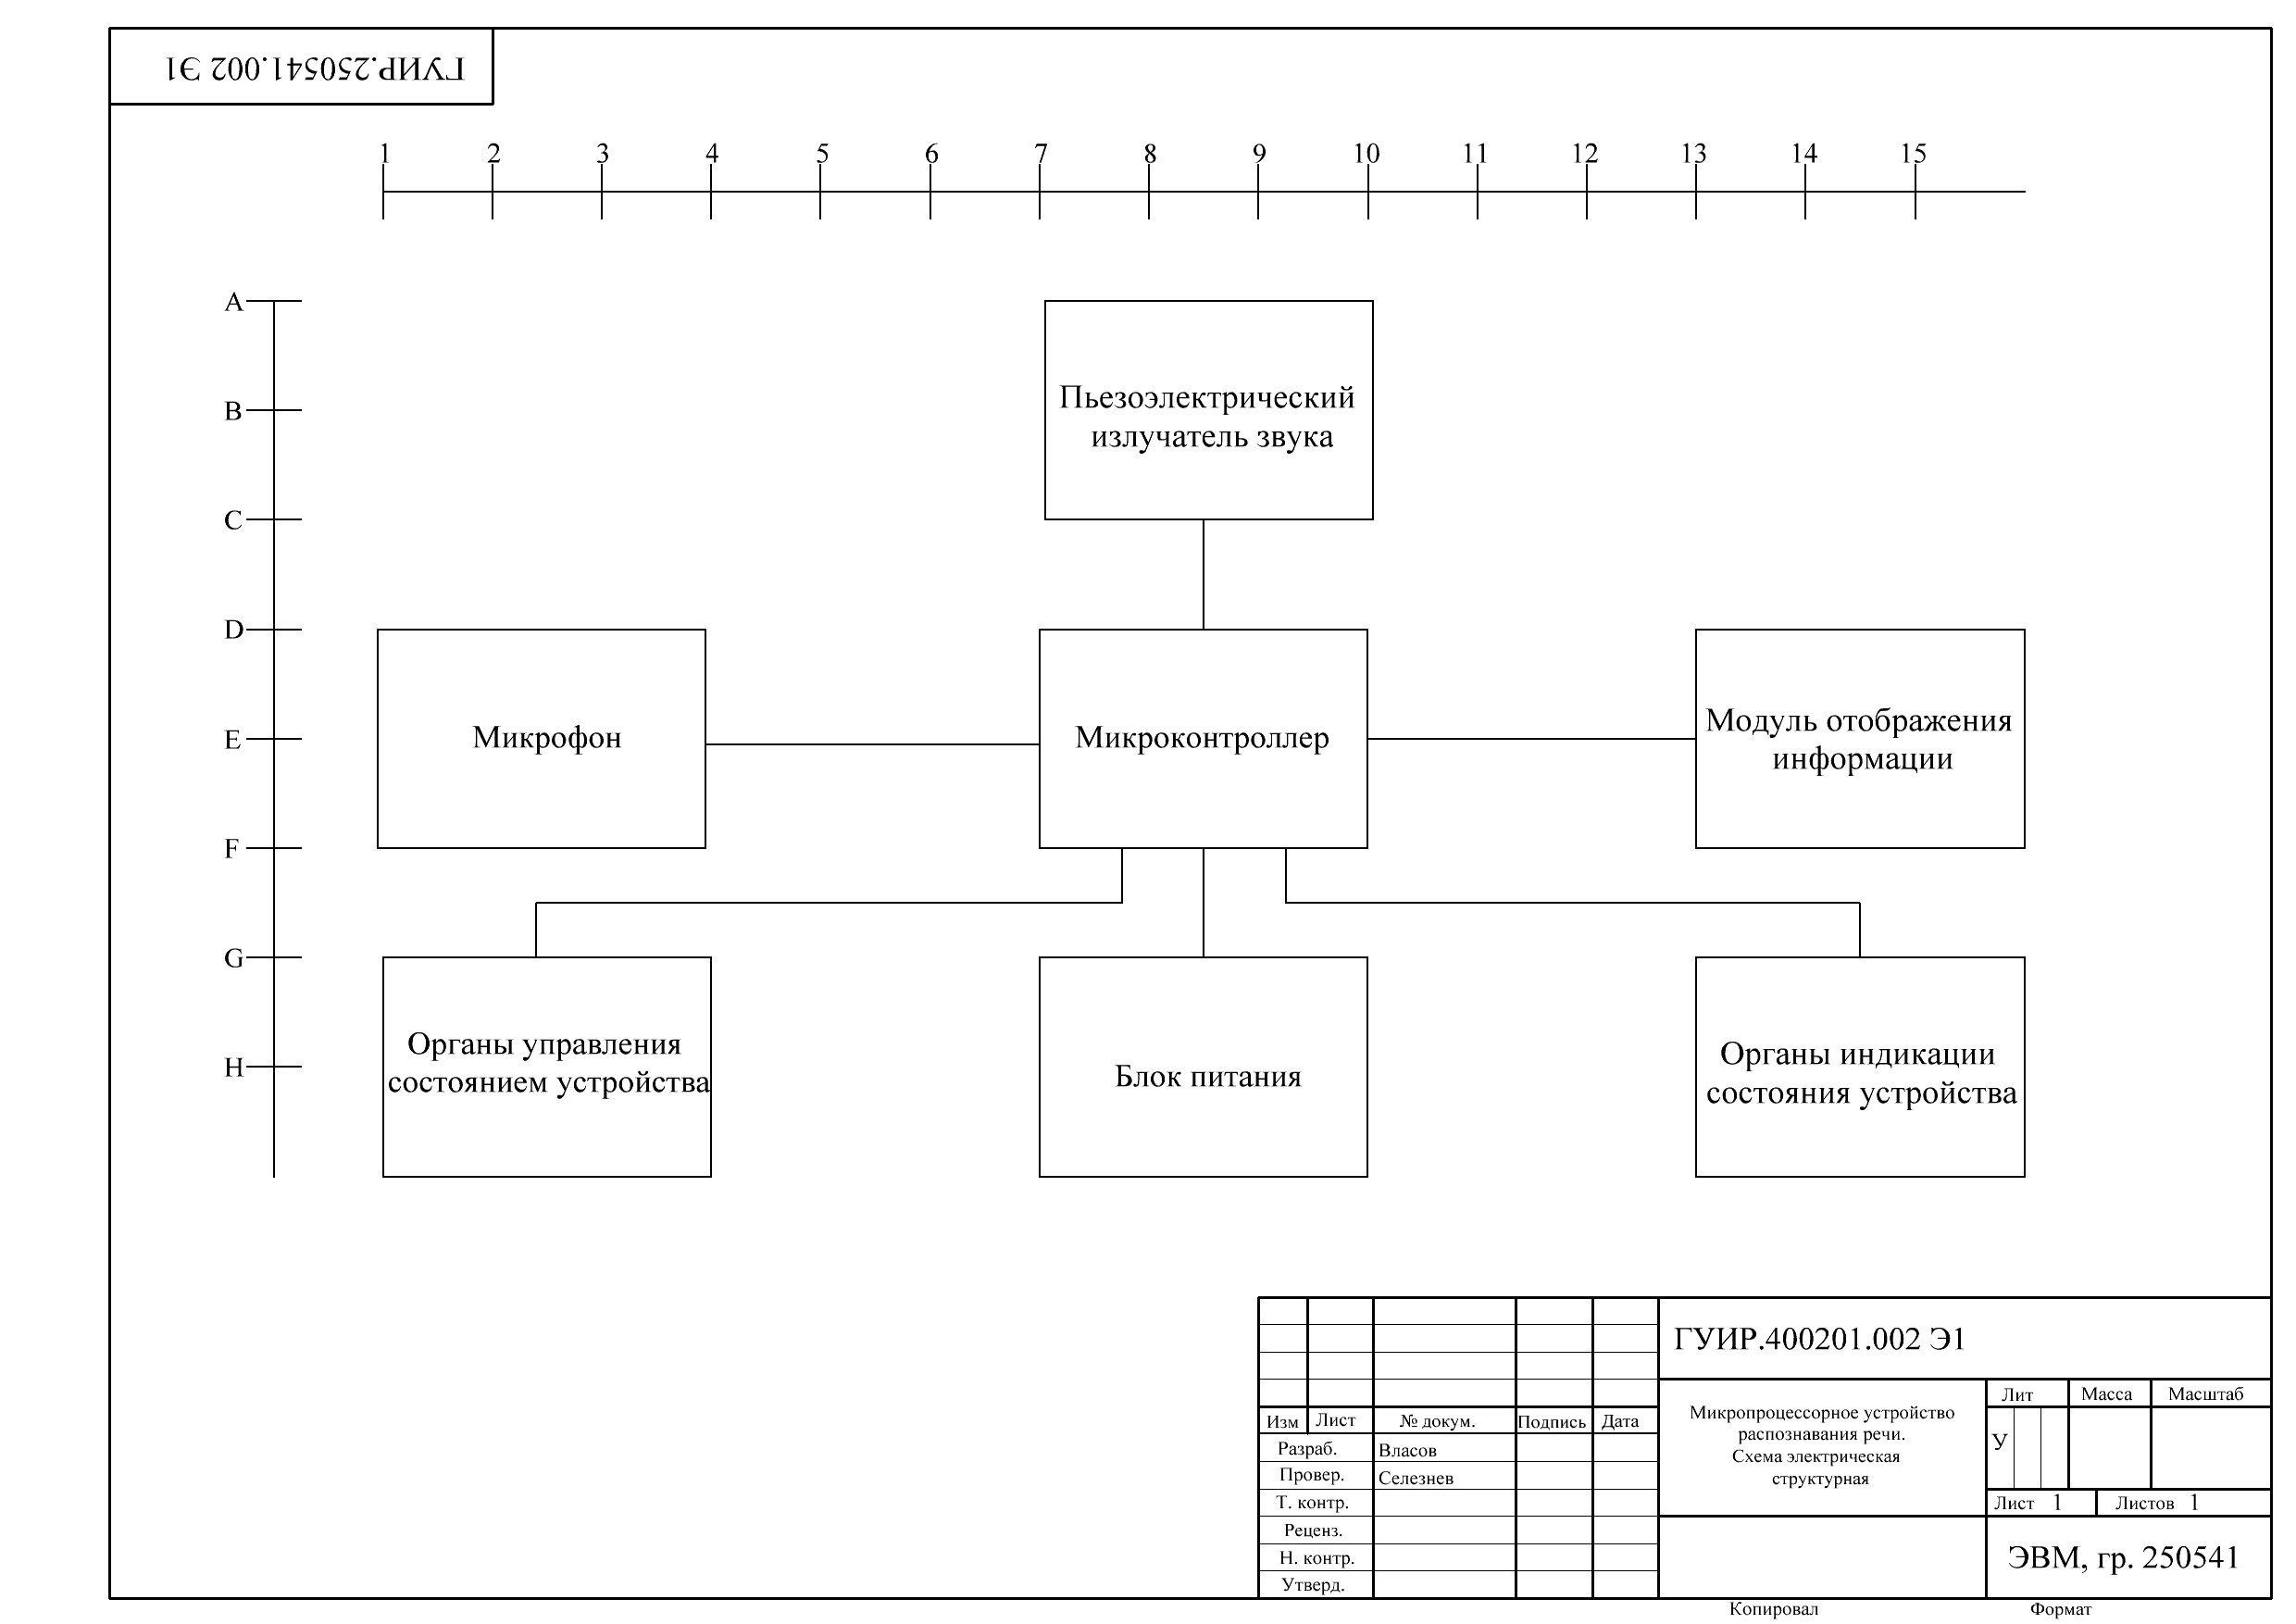 ГУИР.250541.002 Э1
1 2 3 4 5 6 7 8 9 10 11 12 13 14 15
A
B
C
D
E
F
G
H
Пьезоэлектрический
излучатель звука
Микрофон
Микроконтроллер
Модуль отображения
информации
Органы управления
состоянием устройства
Блок питания
Органы индикации
состояния устройства
ГУИР.400201.002 Э1
Изм Лист № докум. Подпись Дата
Разраб. Власов
Провер. Селезнев
Т. контр.
Реценз.
Н. контр.
Утверд.
Микропроцессорное устройство
распознавания речи.
Схема электрическая
структурная
Лит Масса Масштаб
У
Лист 1 Листов 1
ЭВМ, гр. 250541
Копировал Формат